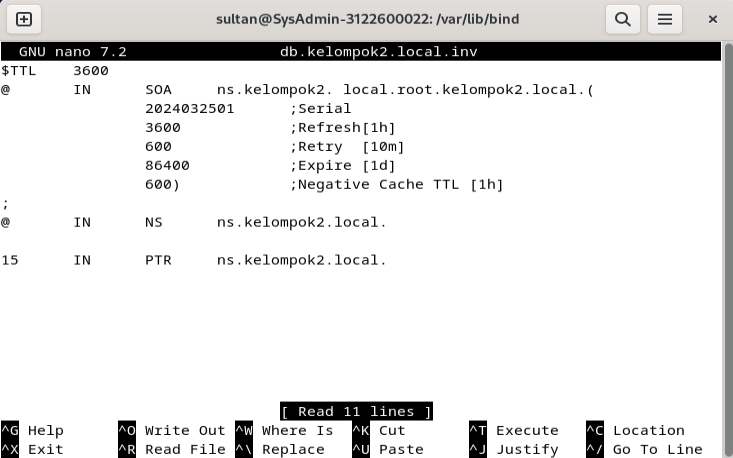 sultan@SysAdmin-3122600022: /var/lib/bind
GNU nano 7.2 db.kelompok2.local.inv
$TTL 3600
@ IN SOA ns.kelompok2. local.root.kelompok2.local.(
2024032501 ;Serial
3600 ;Refresh[1h]
600 ;Retry [10m]
86400 ;Expire [1d]
600) ;Negative Cache TTL [1h]
;
@ IN NS ns.kelompok2.local.
15 IN PTR ns.kelompok2.local.
[ Read 11 lines ]
^G Help ^O Write Out ^W Where Is ^K Cut ^T Execute ^C Location
^X Exit ^R Read File ^\ Replace ^U Paste ^J Justify ^/ Go To Line